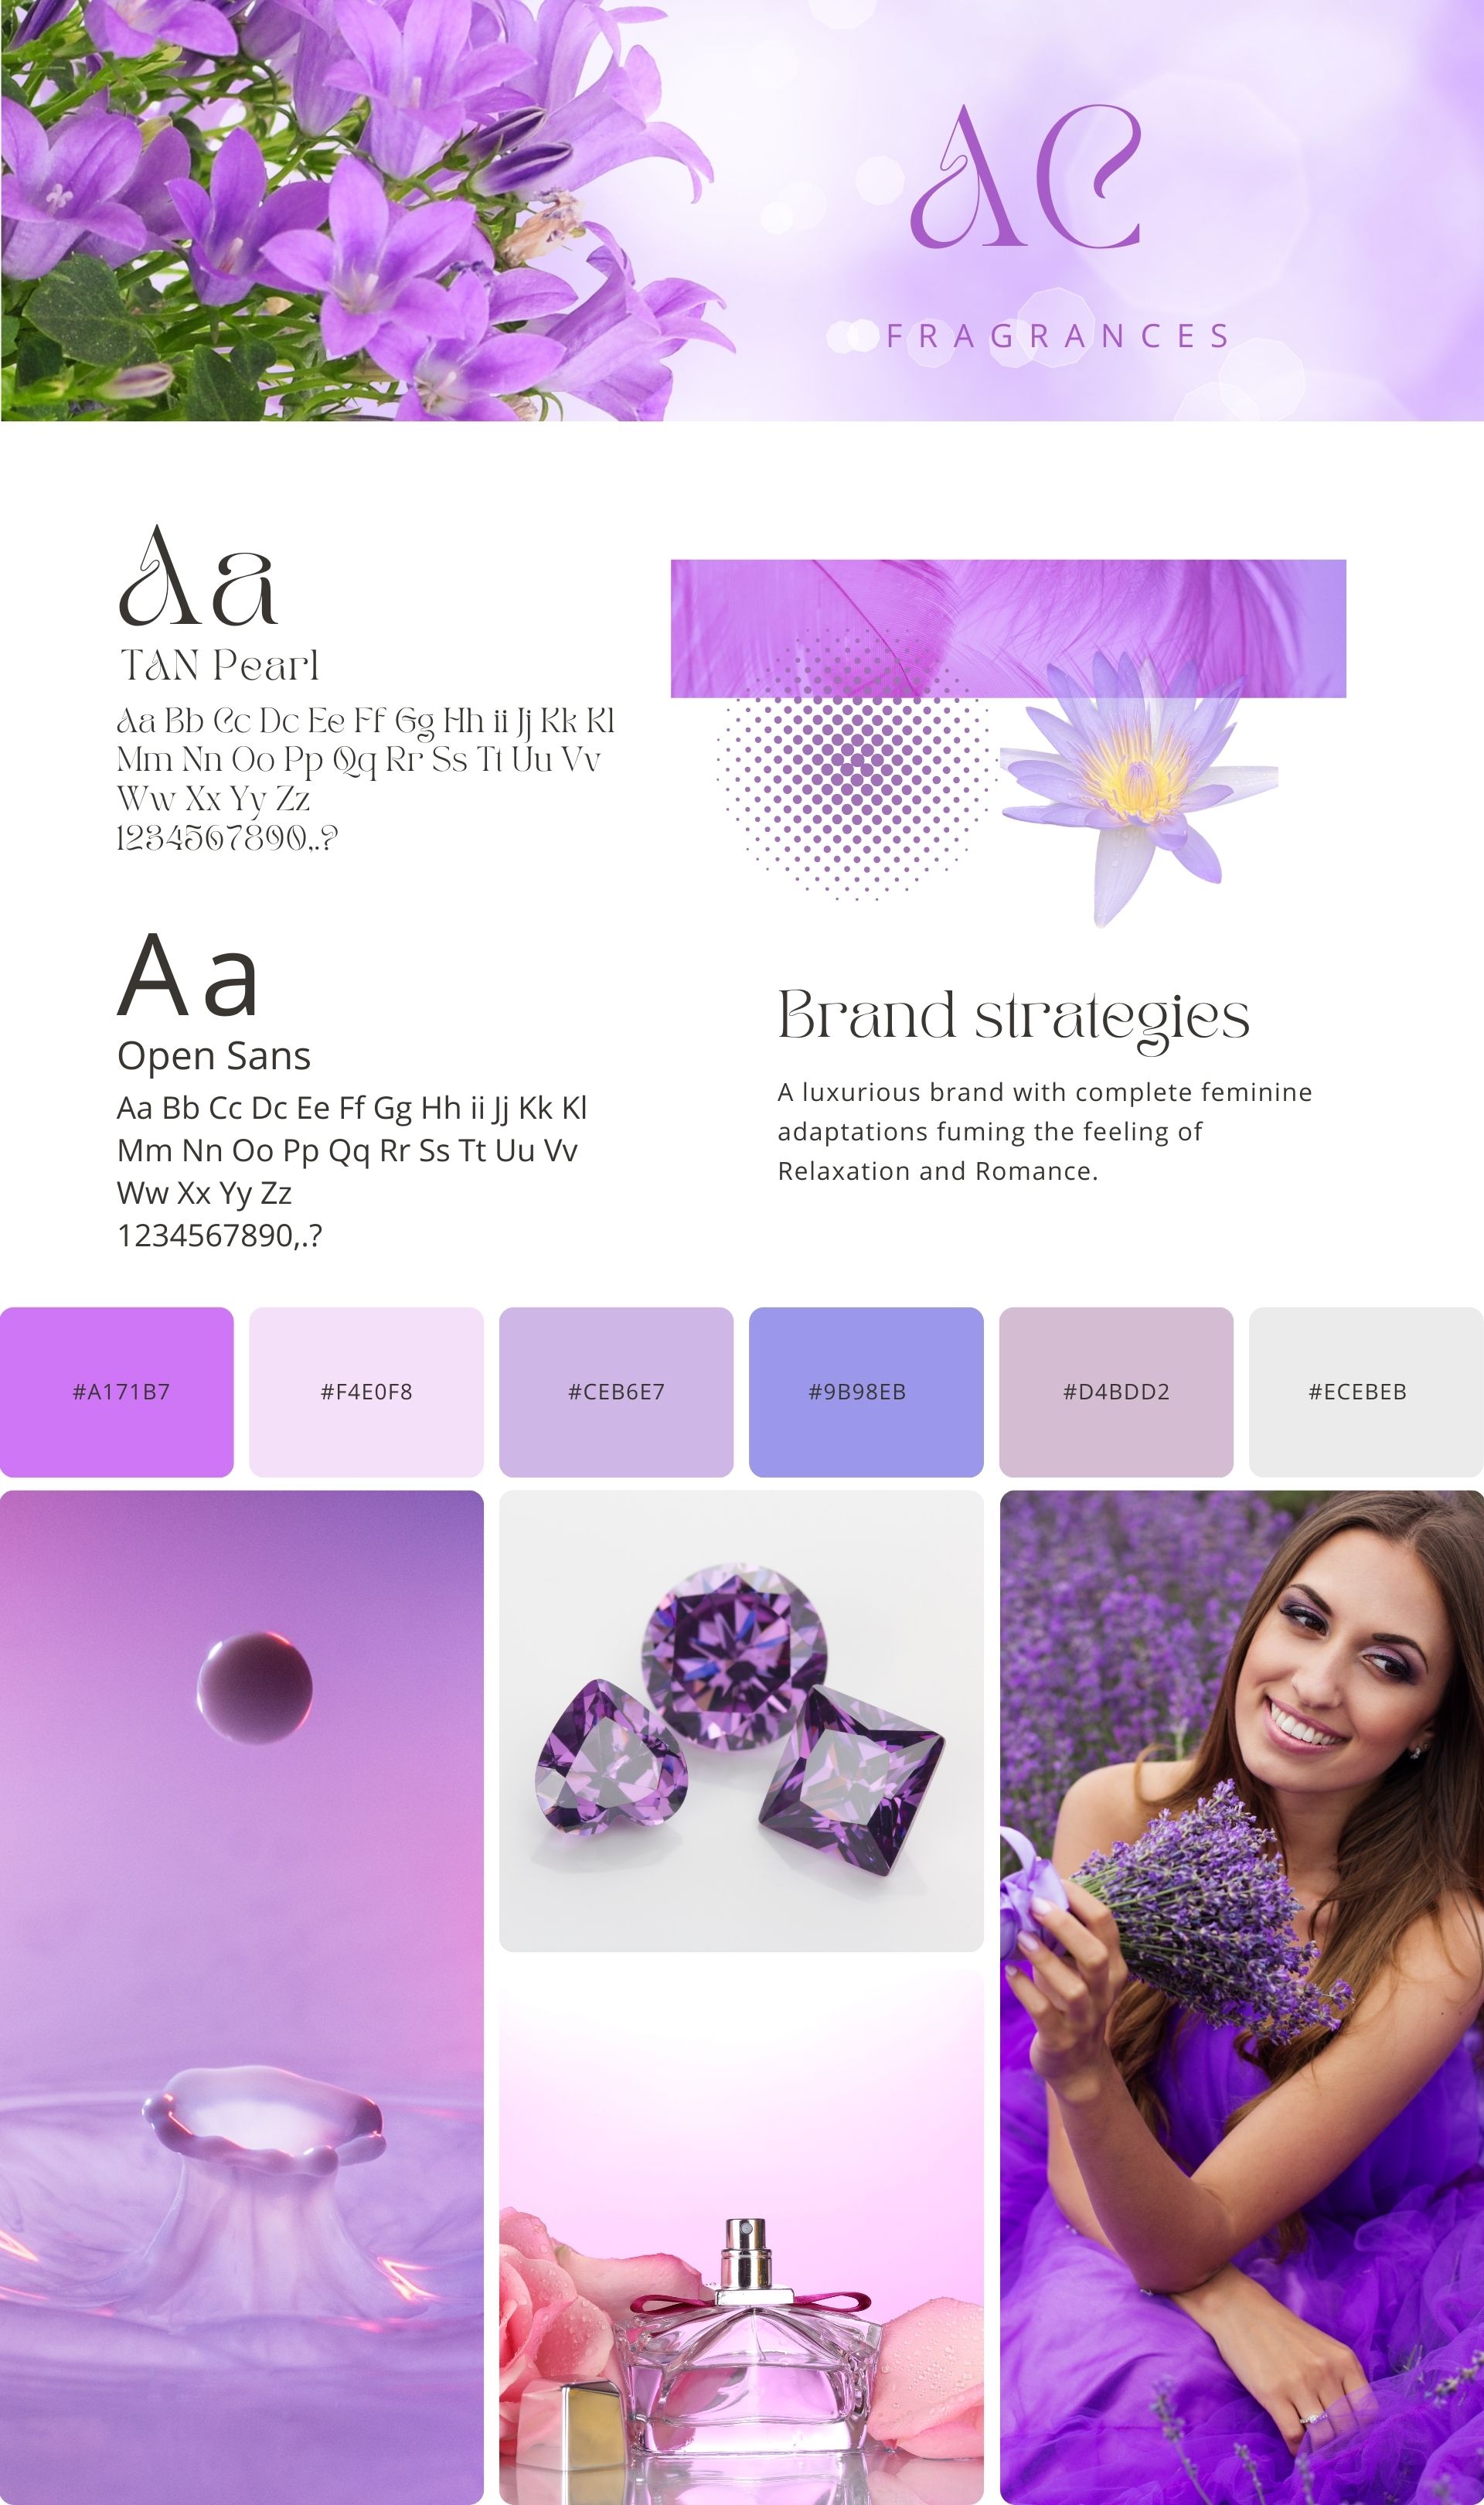 AC
FRAGRANCES
Aa
TAN Pearl
Aa Bb Cc Dc Ee Ff Gg Hh ii Jj Kk Kl
Mm Nn Oo Pp Qq Rr Ss Tt Uu Vv
Ww Xx Yy Zz
1234567890,.?
Aa
Open Sans
Aa Bb Cc Dc Ee Ff Gg Hh ii Jj Kk Kl
Mm Nn Oo Pp Qq Rr Ss Tt Uu Vv
Ww Xx Yy Zz
1234567890,.?
Brand strategies
A luxurious brand with complete feminine
adaptations fuming the feeling of
Relaxation and Romance.
#A171B7
#F4E0F8
#CEB6E7
#9B98EB
#D4BDD2
#ECEBEB